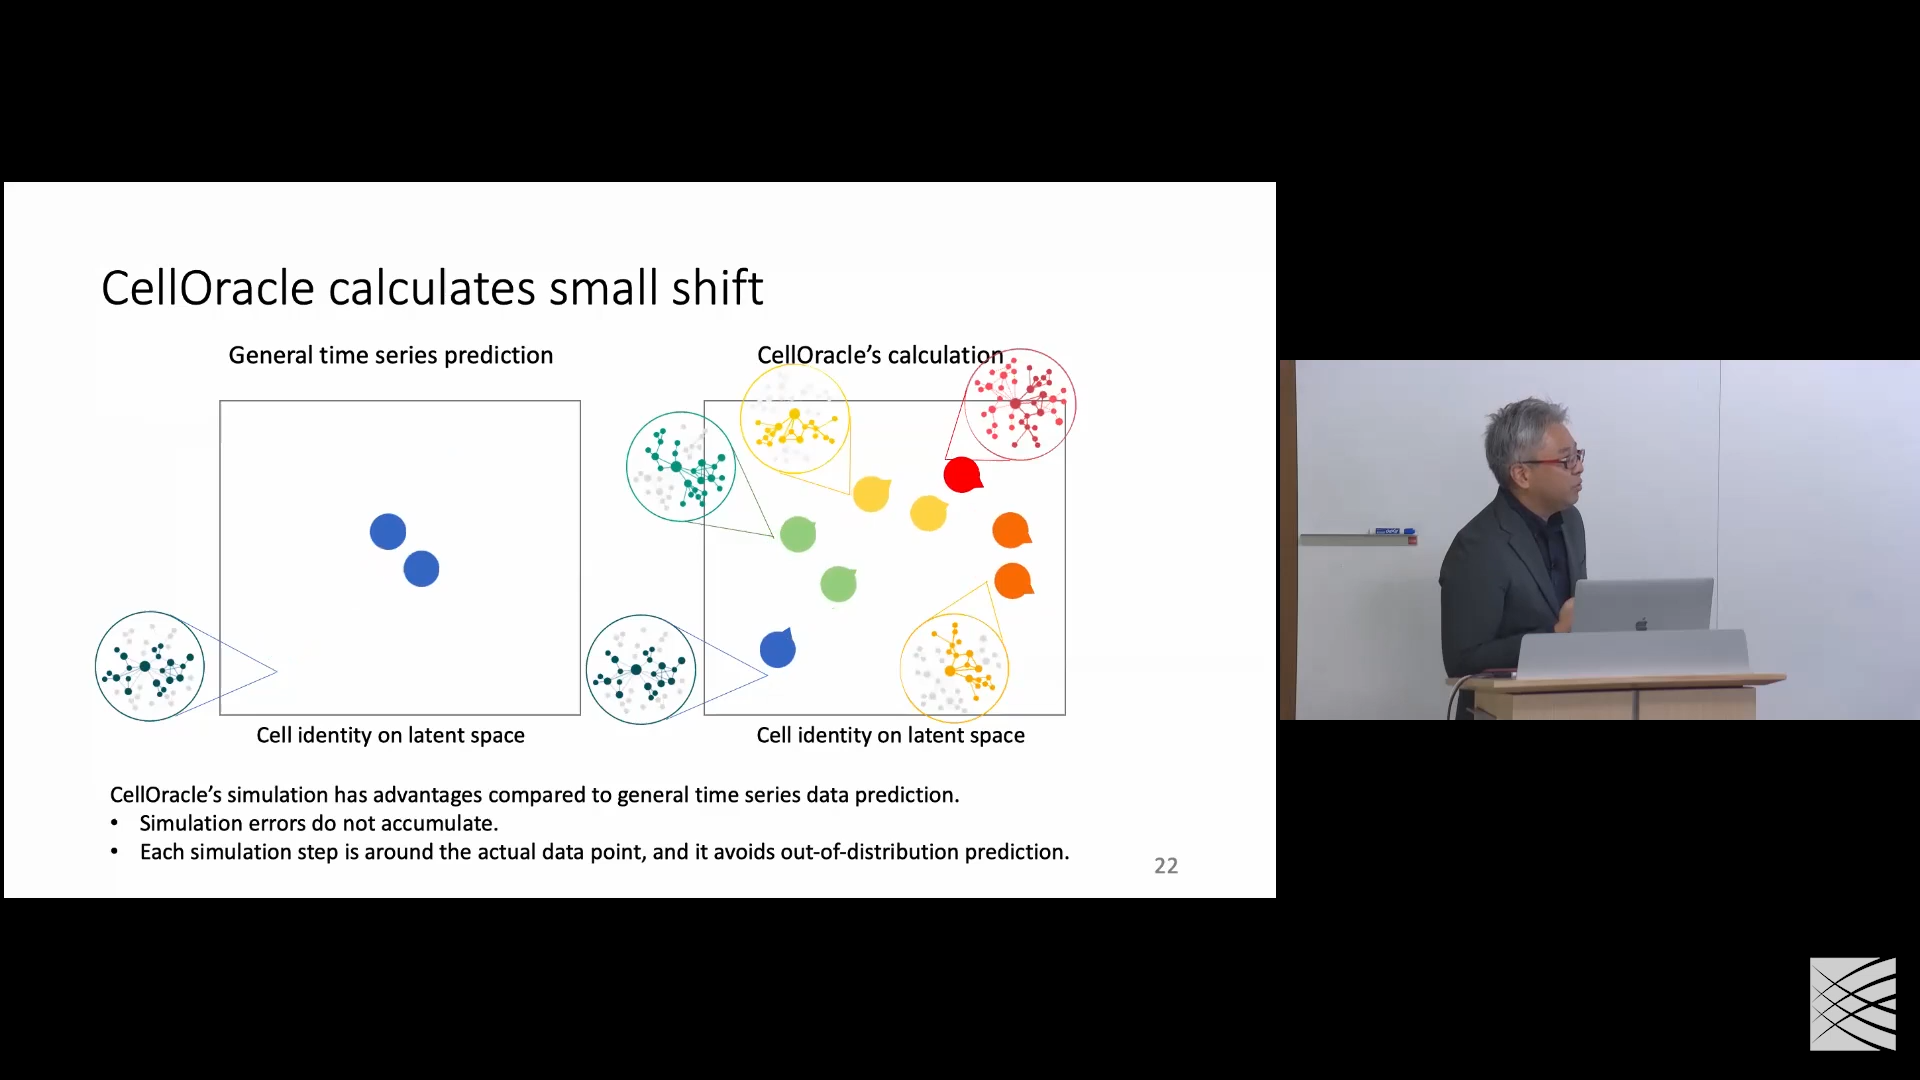 CellOracle calculates small shift
General time series prediction
CellOracle’s calculation
Cell identity on latent space
Cell identity on latent space
CellOracle’s simulation has advantages compared to general time series data prediction.
• Simulation errors do not accumulate.
• Each simulation step is around the actual data point, and it avoids out-of-distribution prediction.
22